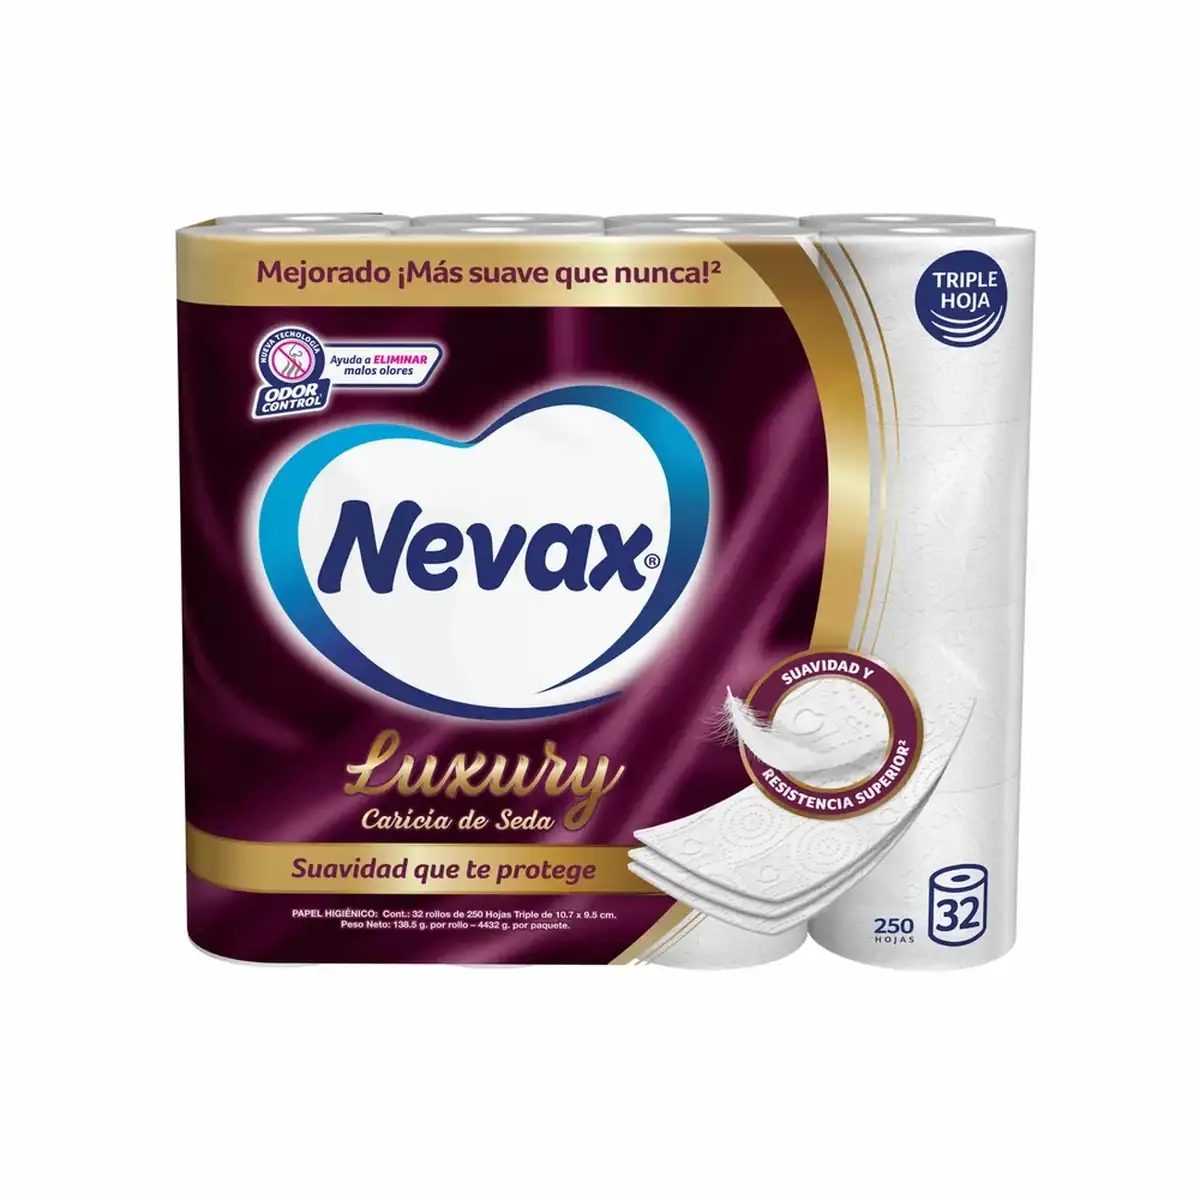 Mejorado ¡Más suave que nunca!²
TRIPLE
HOJA
NUEVA TECNOLOGÍA
ODOR
CONTROL
Ayuda a ELIMINAR
malos olores
Nevax®
SUAVIDAD Y
RESISTENCIA SUPERIOR²
Luxury
Caricia de Seda
Suavidad que te protege
PAPEL HIGIÉNICO: Cont.: 32 rollos de 250 Hojas Triple de 10.7 x 9.5 cm.
Peso Neto: 138.5 g. por rollo – 4432 g. por paquete.
250
HOJAS
32